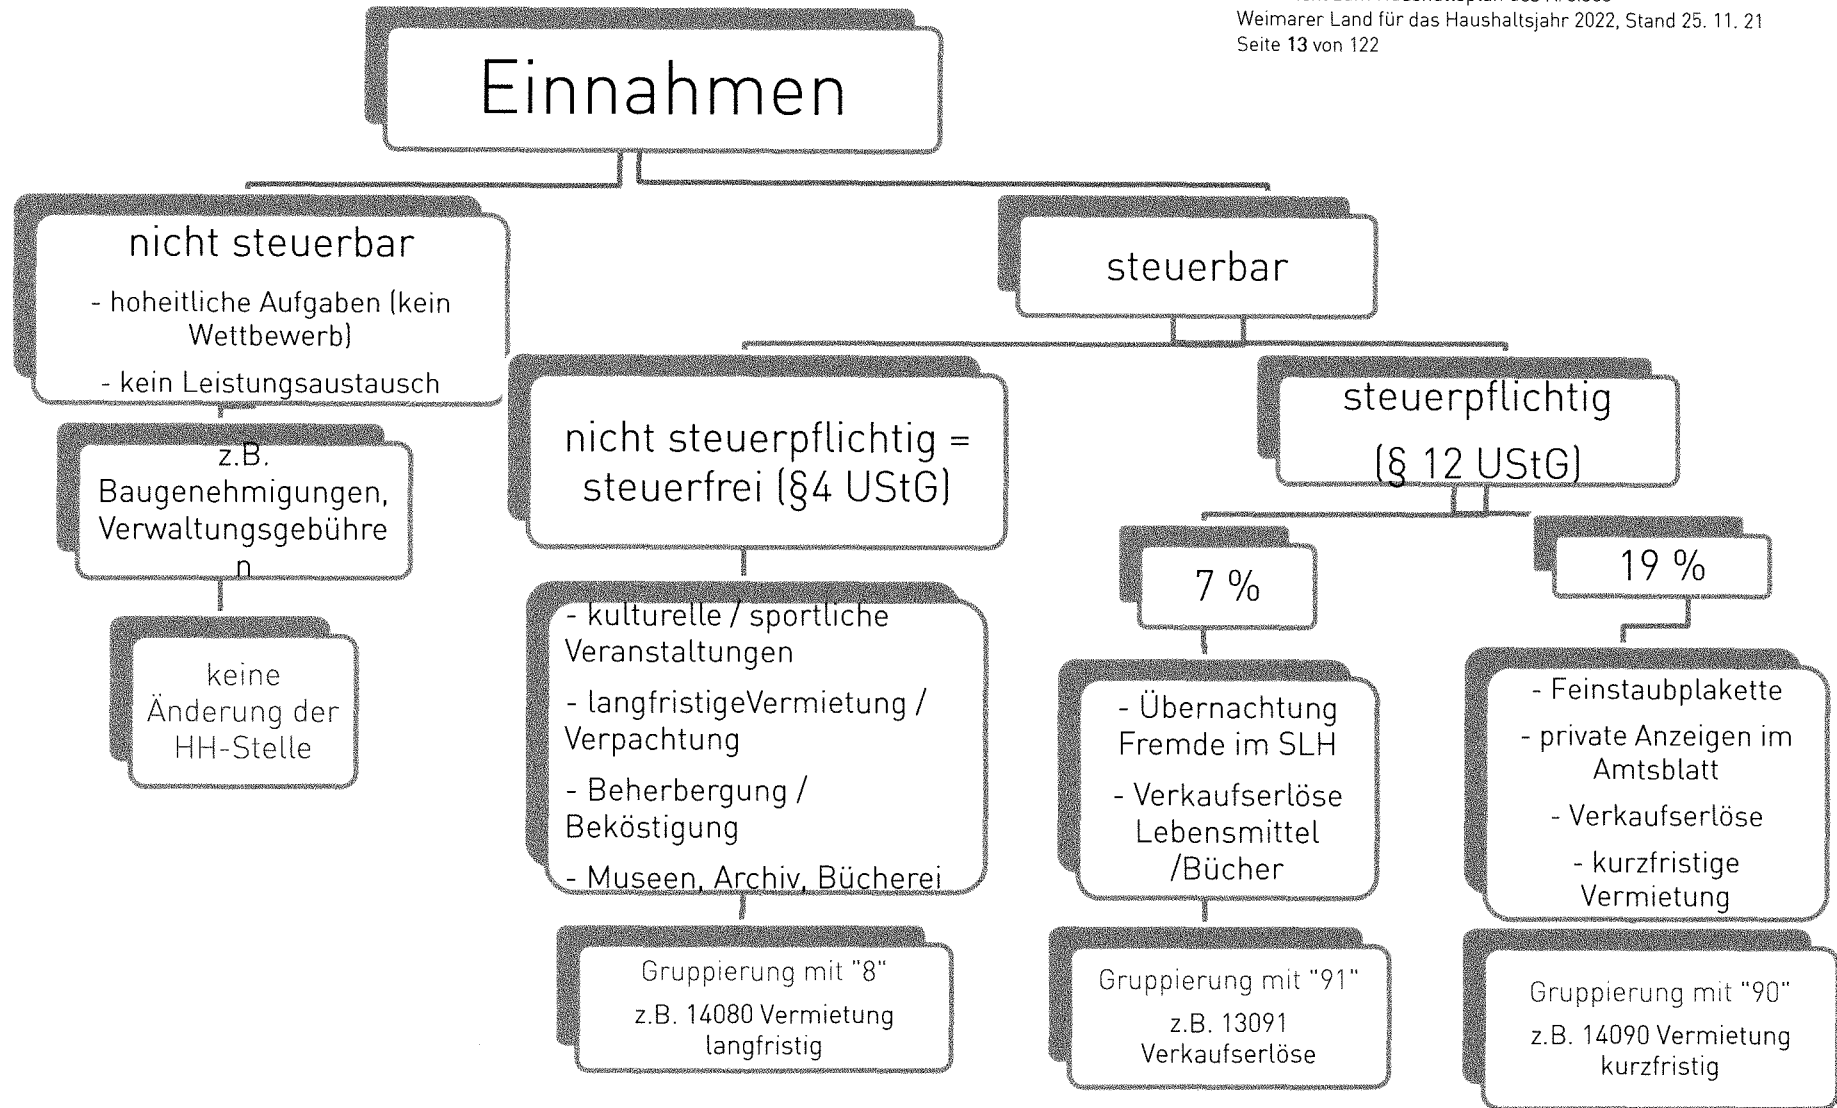 Weimarer Land für das Haushaltsjahr 2022, Stand 25. 11. 21
Seite 13 von 122
Einnahmen
nicht steuerbar
- hoheitliche Aufgaben (kein
Wettbewerb)
- kein Leistungsaustausch
z.B.
Baugenehmigungen,
Verwaltungsgebühre
n
keine
Änderung der
HH-Stelle
steuerbar
nicht steuerpflichtig =
steuerfrei (§4 UStG)
- kulturelle / sportliche
Veranstaltungen
- langfristigeVermietung /
Verpachtung
- Beherbergung /
Beköstigung
- Museen, Archiv, Bücherei
Gruppierung mit "8"
z.B. 14080 Vermietung
langfristig
steuerpflichtig
(§ 12 UStG)
7 %
- Übernachtung
Fremde im SLH
- Verkaufserlöse
Lebensmittel
/Bücher
Gruppierung mit "91"
z.B. 13091
Verkaufserlöse
19 %
- Feinstaubplakette
- private Anzeigen im
Amtsblatt
- Verkaufserlöse
- kurzfristige
Vermietung
Gruppierung mit "90"
z.B. 14090 Vermietung
kurzfristig